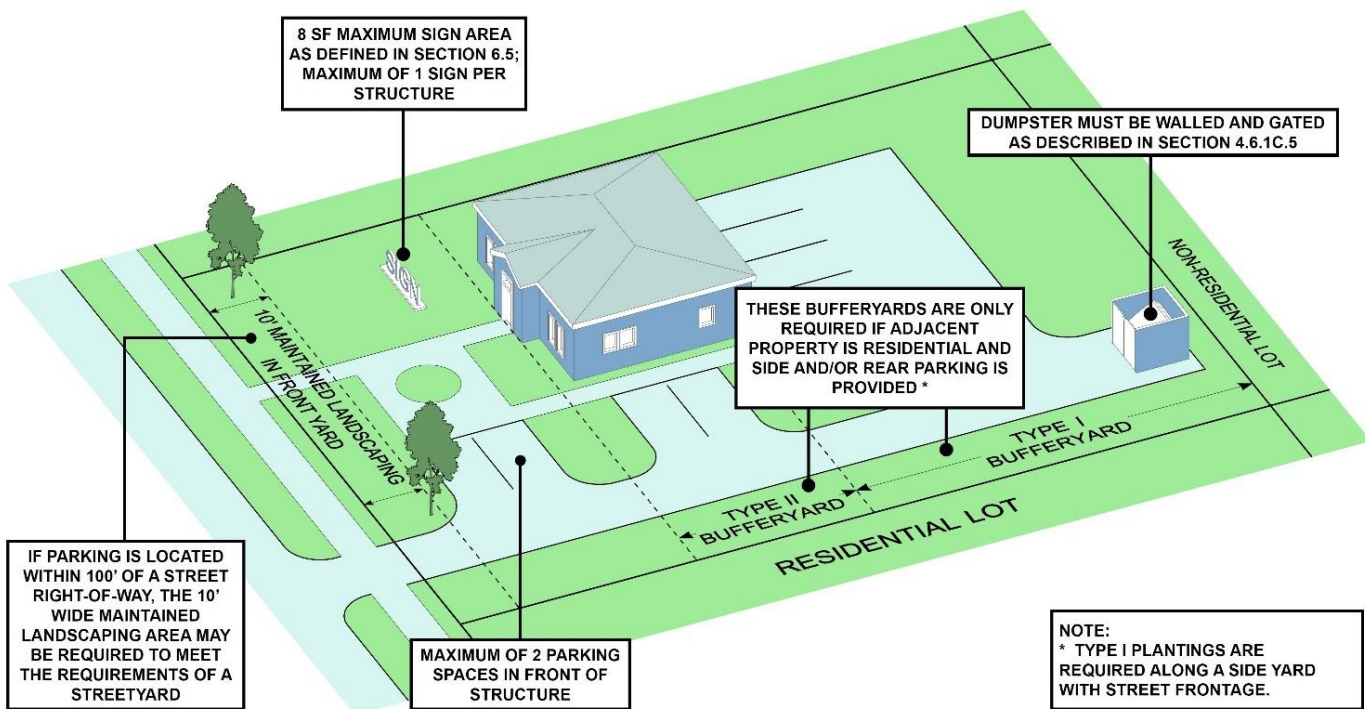 8 SF MAXIMUM SIGN AREA
AS DEFINED IN SECTION 6.5;
MAXIMUM OF 1 SIGN PER
STRUCTURE
DUMPSTER MUST BE WALLED AND GATED
AS DESCRIBED IN SECTION 4.6.1C.5
SIGN
NON-RESIDENTIAL LOT
10' MAINTAINED LANDSCAPING
IN FRONT YARD
THESE BUFFERYARDS ARE ONLY
REQUIRED IF ADJACENT
PROPERTY IS RESIDENTIAL AND
SIDE AND/OR REAR PARKING IS
PROVIDED *
TYPE I
BUFFERYARD
TYPE II
BUFFERYARD
RESIDENTIAL LOT
IF PARKING IS LOCATED
WITHIN 100' OF A STREET
RIGHT-OF-WAY, THE 10'
WIDE MAINTAINED
LANDSCAPING AREA MAY
BE REQUIRED TO MEET
THE REQUIREMENTS OF A
STREETYARD
MAXIMUM OF 2 PARKING
SPACES IN FRONT OF
STRUCTURE
NOTE:
* TYPE I PLANTINGS ARE
REQUIRED ALONG A SIDE YARD
WITH STREET FRONTAGE.